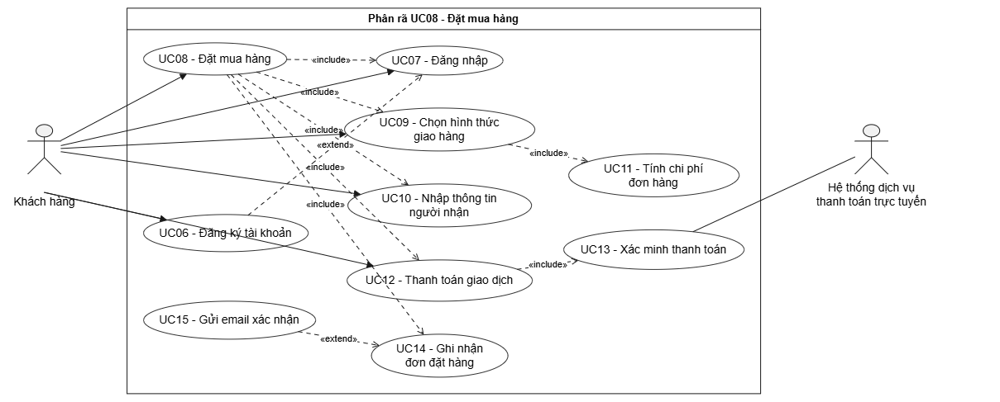 Phân rã UC08 - Đặt mua hàng
UC08 - Đặt mua hàng
«include»
UC07 - Đăng nhập
«include»
UC09 - Chọn hình thức
giao hàng
«include»
«extend»
«include»
«include»
UC11 - Tính chi phí
đơn hàng
Khách hàng
UC10 - Nhập thông tin
người nhận
«include»
Hệ thống dịch vụ
thanh toán trực tuyến
UC06 - Đăng ký tài khoản
UC13 - Xác minh thanh toán
«include»
UC12 - Thanh toán giao dịch
UC15 - Gửi email xác nhận
«extend»
UC14 - Ghi nhận
đơn đặt hàng